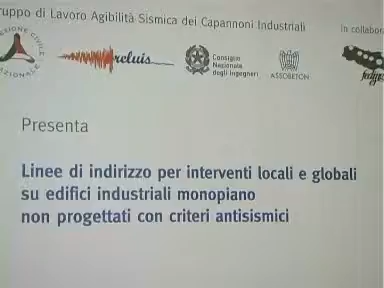 ruppo di Lavoro Agibilità Sismica dei Capannoni Industriali
in collabora
reluis
Consiglio
Nazionale
degli Ingegneri
ASSOBETON
Presenta
Linee di indirizzo per interventi locali e globali
su edifici industriali monopiano
non progettati con criteri antisismici